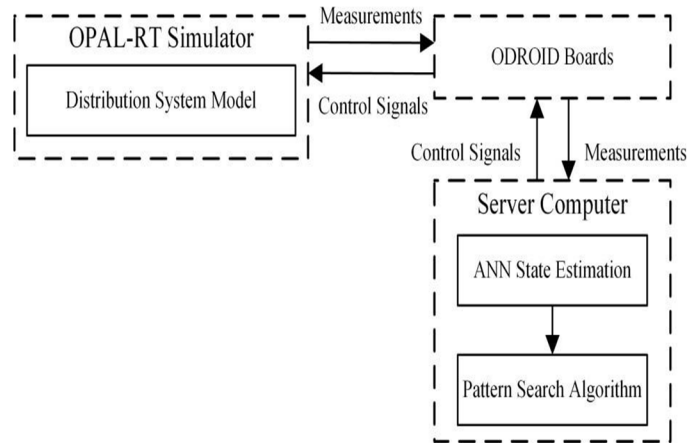 Measurements
OPAL-RT Simulator
ODROID Boards
Distribution System Model
Control Signals
Control Signals
Measurements
Server Computer
ANN State Estimation
Pattern Search Algorithm